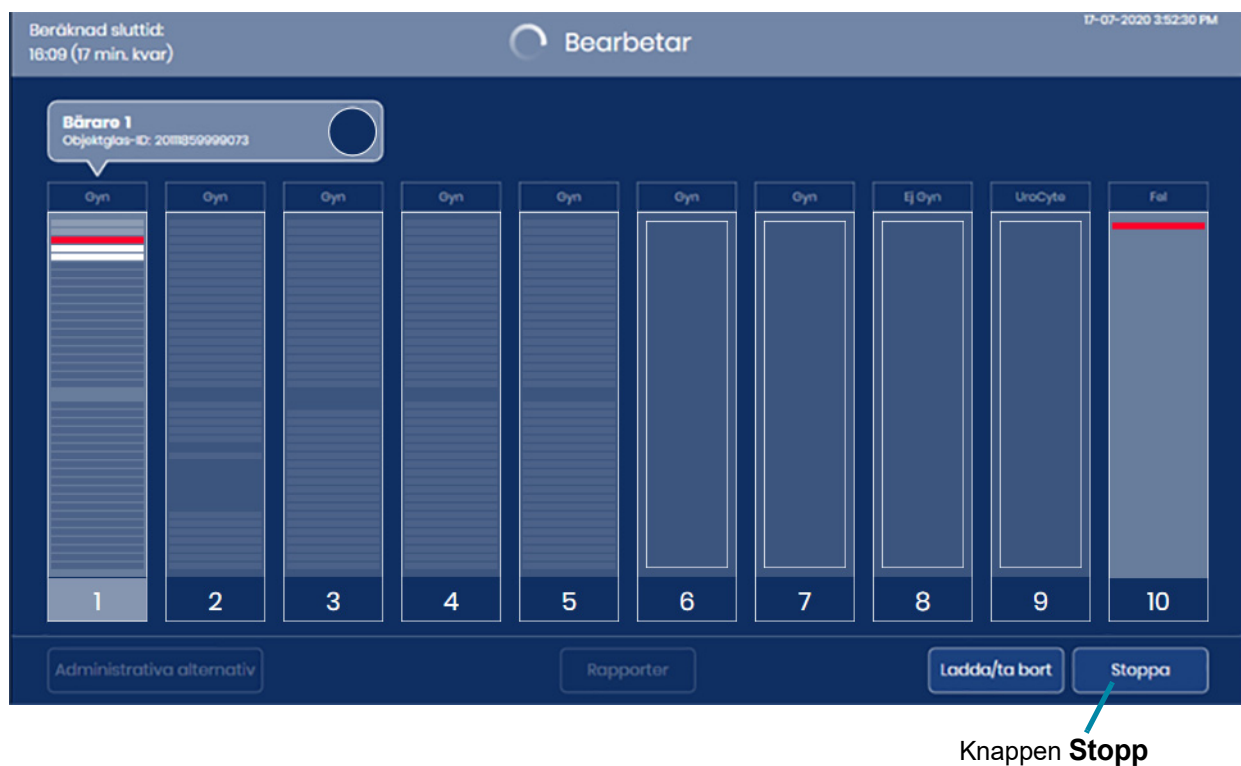 Beräknad sluttid:
16:09 (17 min. kvar)
Bearbetar
17-07-2020 3:52:30 PM
Bärare 1
Objektglas-ID: 20111859999073
Gyn Gyn Gyn Gyn Gyn Gyn Gyn Ej Gyn UroCyte Fel
1 2 3 4 5 6 7 8 9 10
Administrativa alternativ Rapporter Ladda/ta bort Stoppa
Knappen Stopp